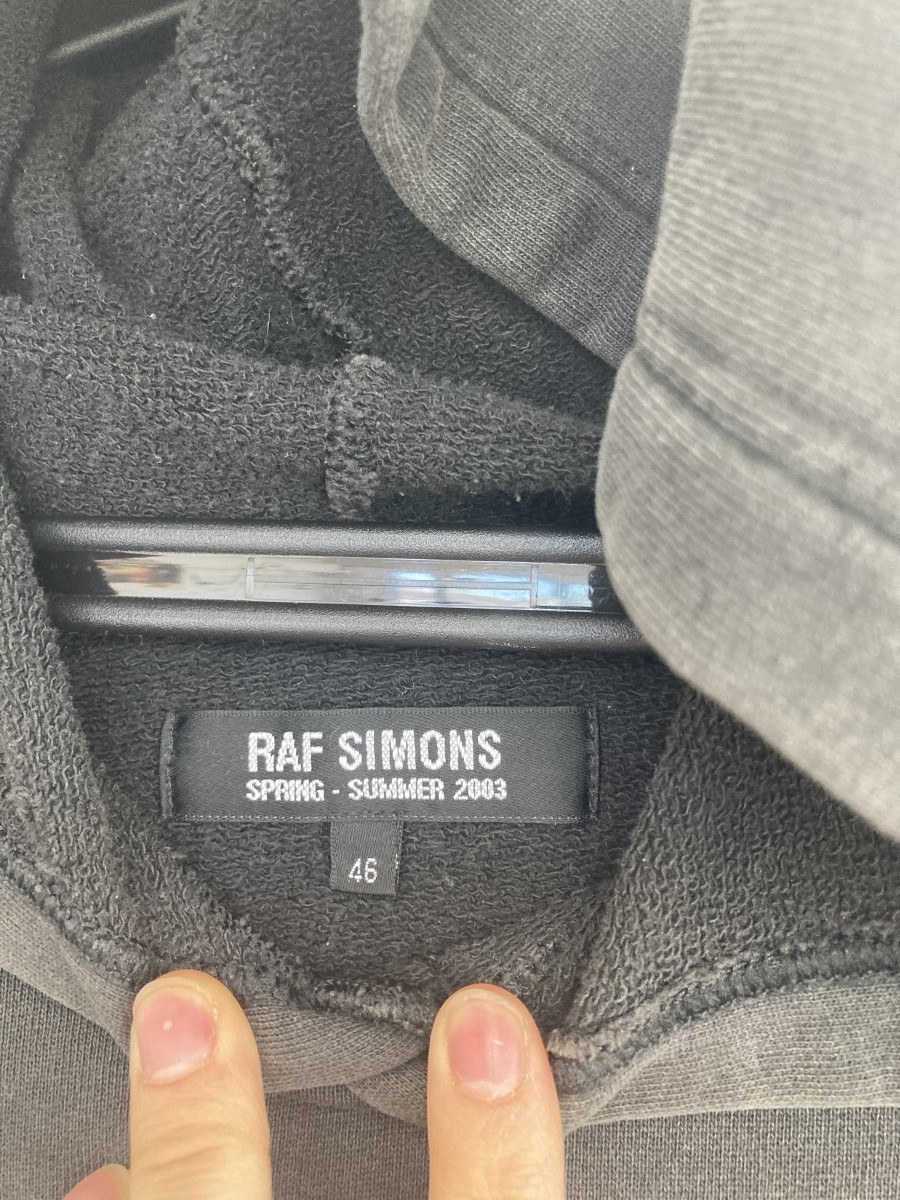 RAF SIMONS
SPRING - SUMMER 2003
46